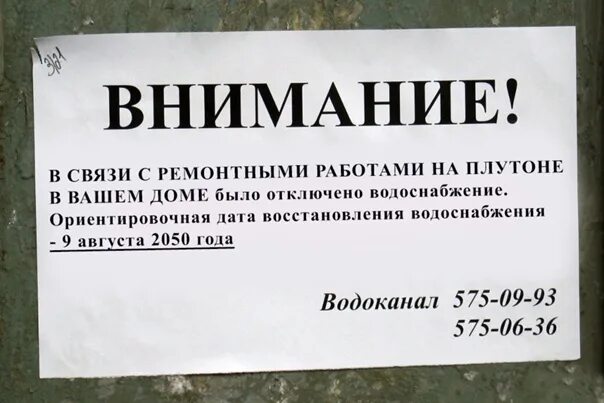 ВНИМАНИЕ!
В СВЯЗИ С РЕМОНТНЫМИ РАБОТАМИ НА ПЛУТОНЕ
В ВАШЕМ ДОМЕ было отключено водоснабжение.
Ориентировочная дата восстановления водоснабжения
- 9 августа 2050 года
Водоканал 575-09-93
575-06-36